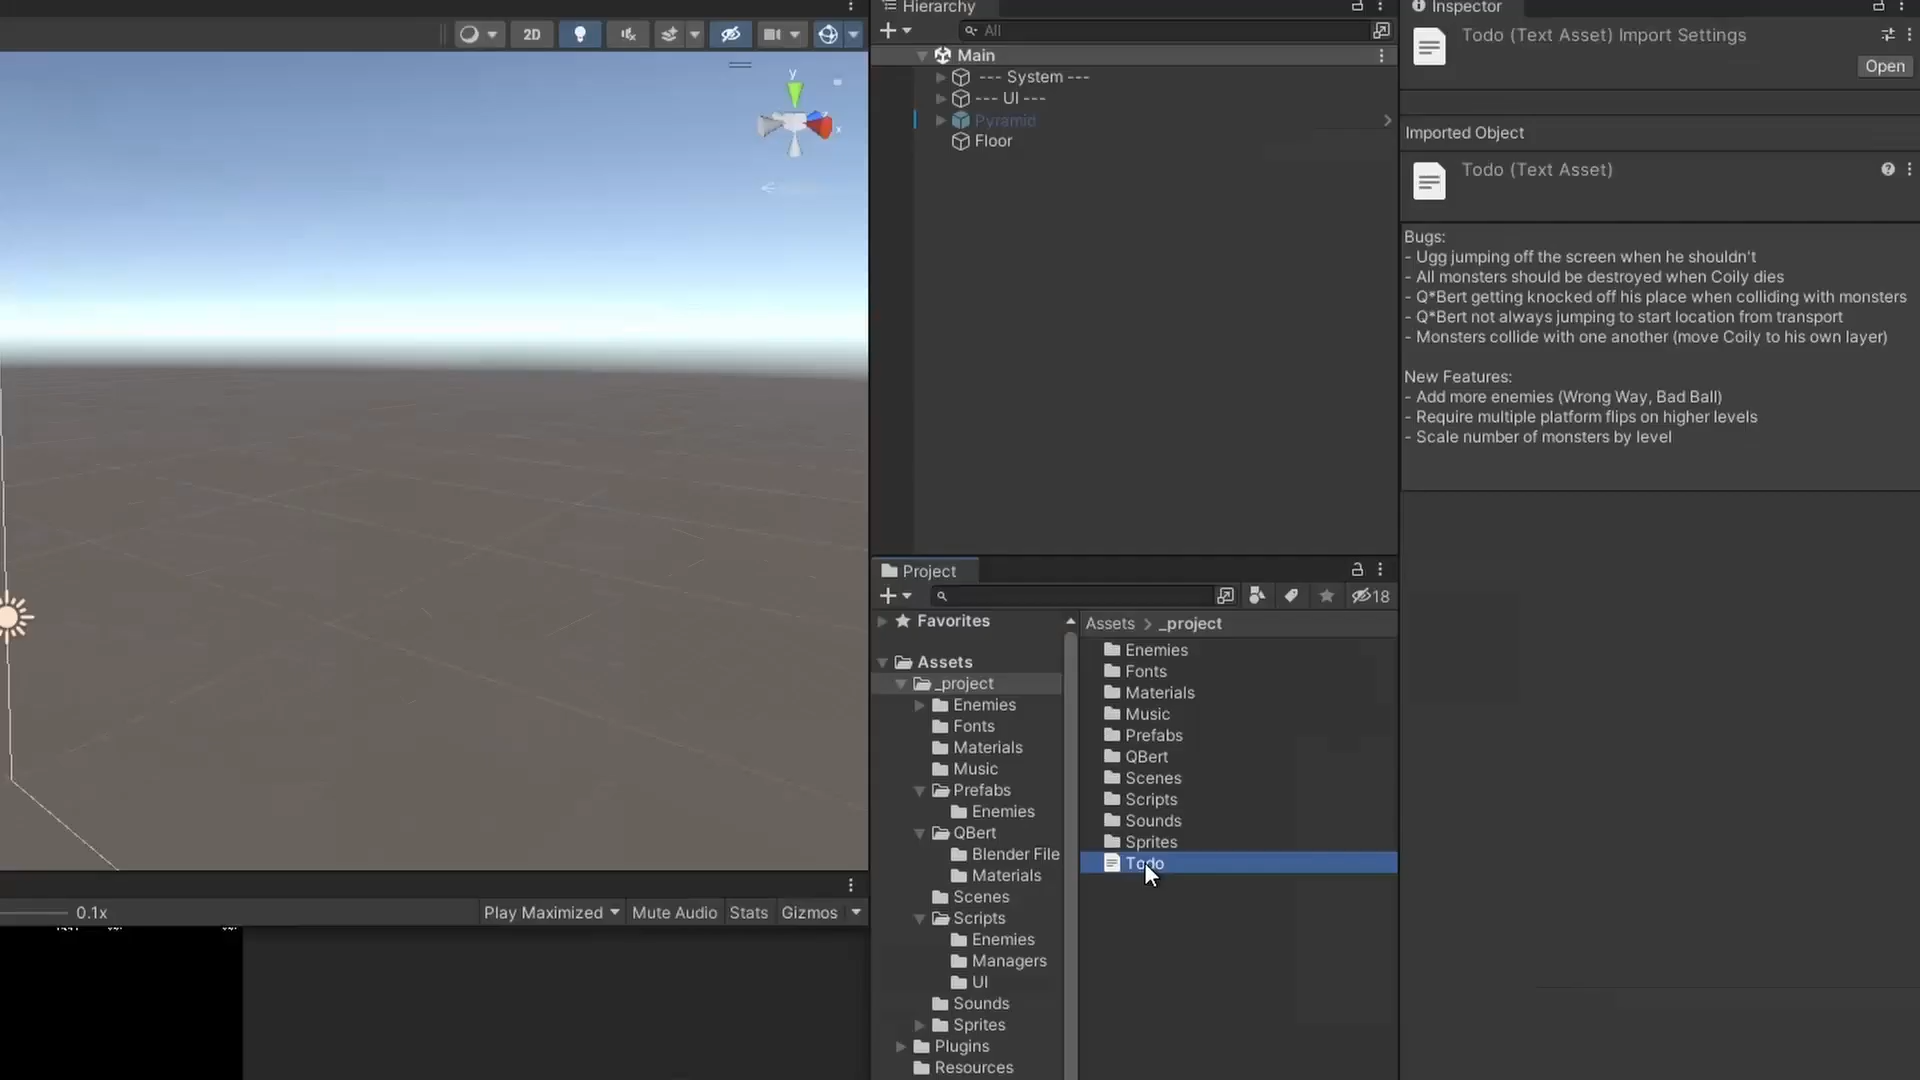 Hierarchy
Inspector
2D
All
Todo (Text Asset) Import Settings
Open
Main
--- System ---
--- UI ---
Pyramid
Floor
y
x
Imported Object
Todo (Text Asset)
Bugs:
- Ugg jumping off the screen when he shouldn't
- All monsters should be destroyed when Coily dies
- Q*Bert getting knocked off his place when colliding with monsters
- Q*Bert not always jumping to start location from transport
- Monsters collide with one another (move Coily to his own layer)
New Features:
- Add more enemies (Wrong Way, Bad Ball)
- Require multiple platform flips on higher levels
- Scale number of monsters by level
Project
18
Favorites
Assets
_project
Enemies
Fonts
Materials
Music
Prefabs
Enemies
QBert
Blender File
Materials
Scenes
Scripts
Enemies
Managers
UI
Sounds
Sprites
Plugins
Resources
Assets > _project
Enemies
Fonts
Materials
Music
Prefabs
QBert
Scenes
Scripts
Sounds
Sprites
Todo
0.1x
Play Maximized
Mute Audio
Stats
Gizmos